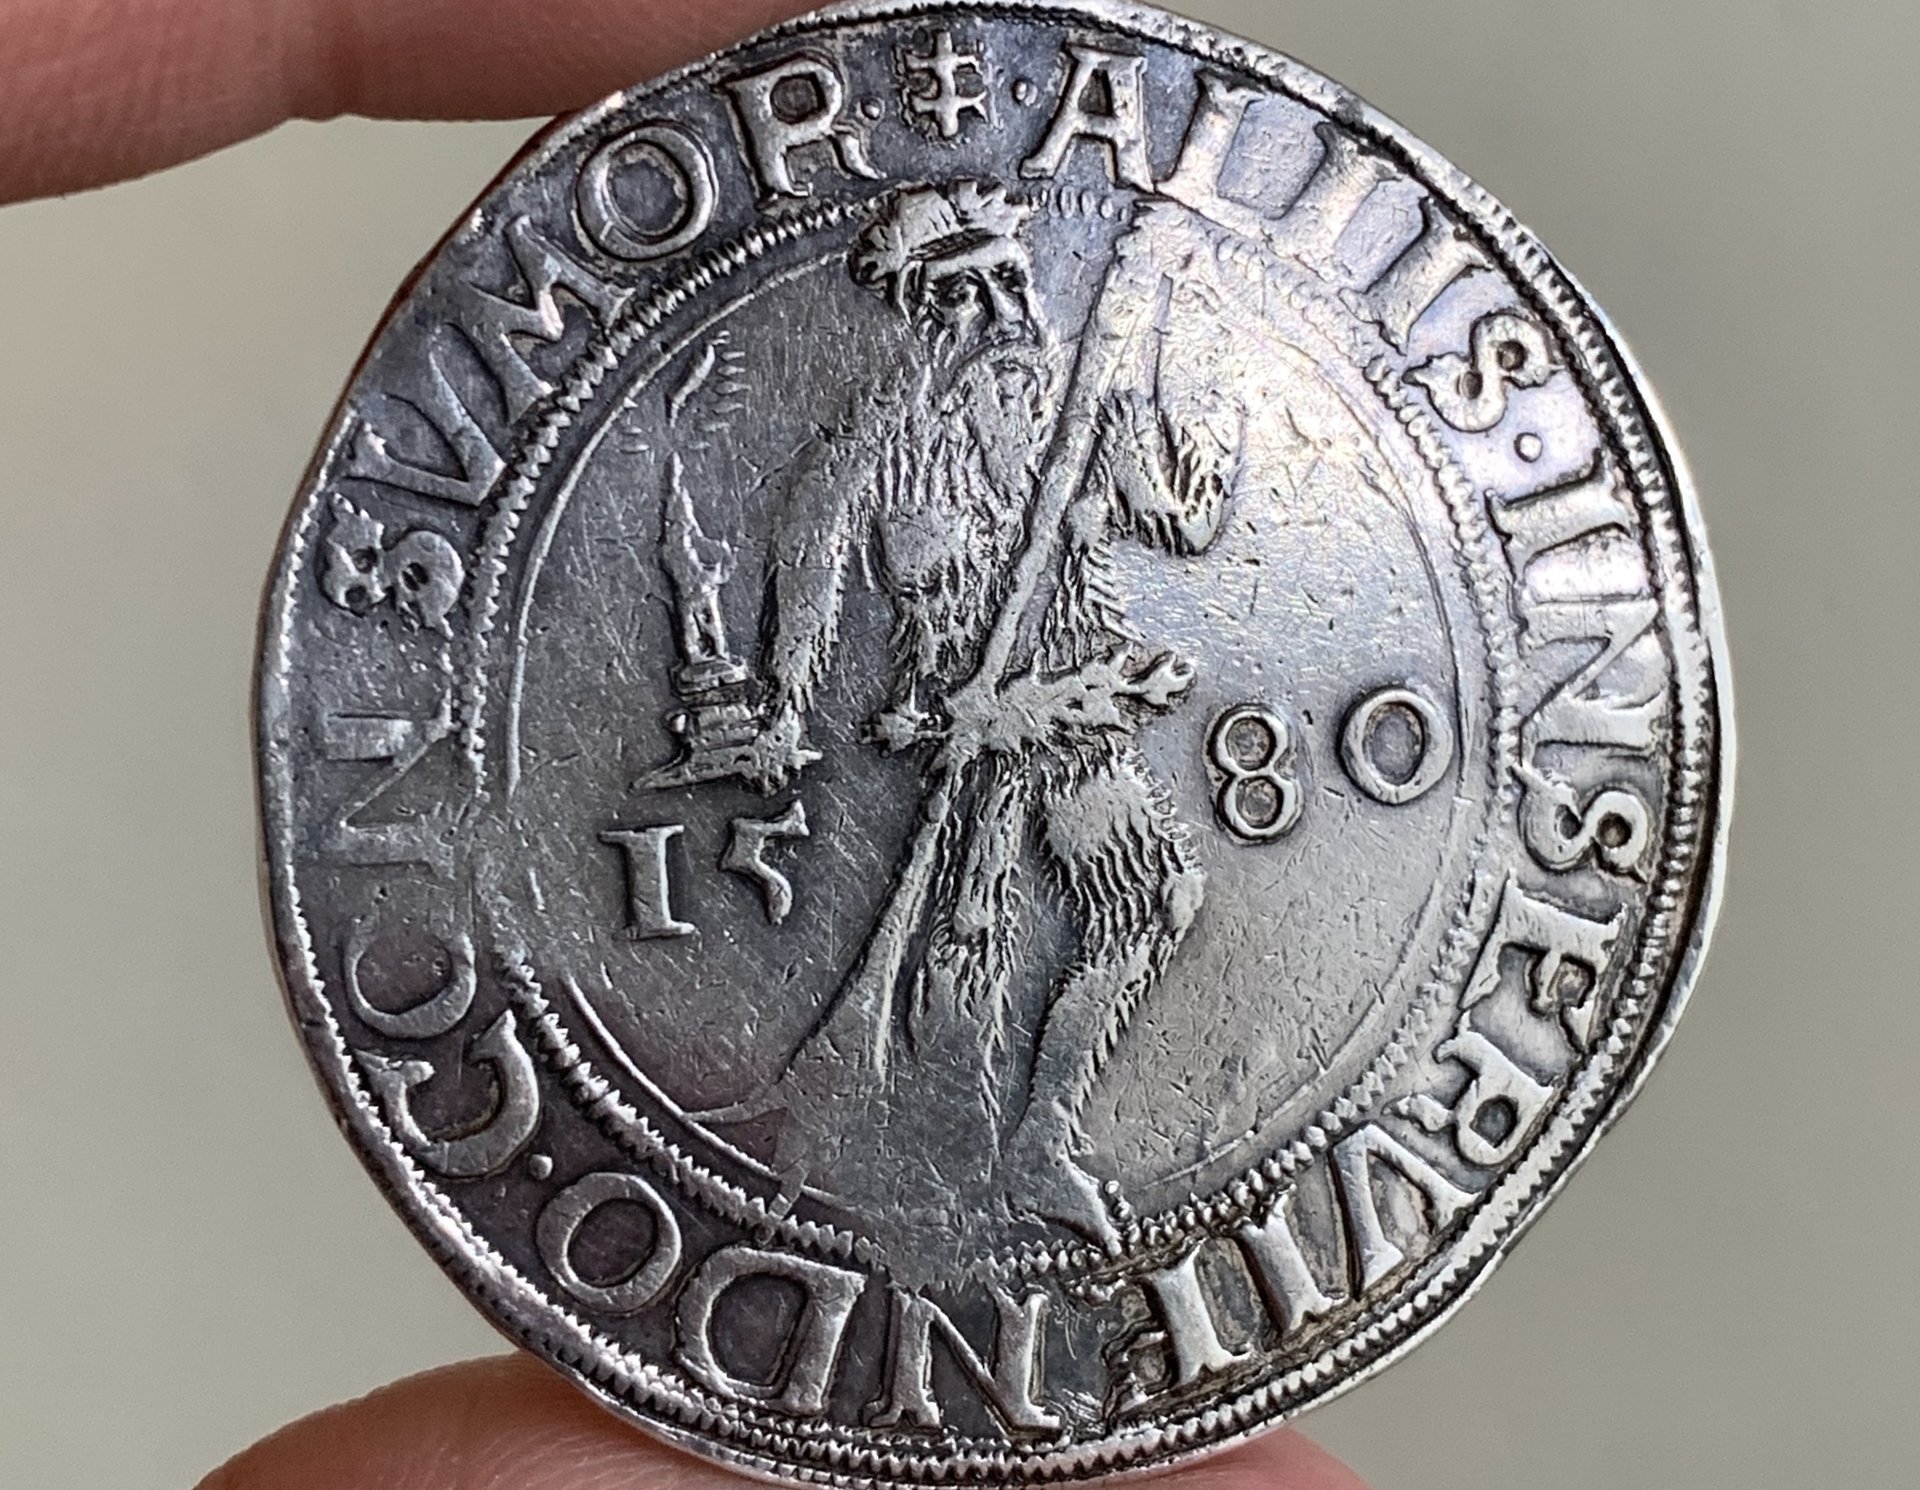 ALIIS · INSERVIENDO · CONSVMOR ·
15 80